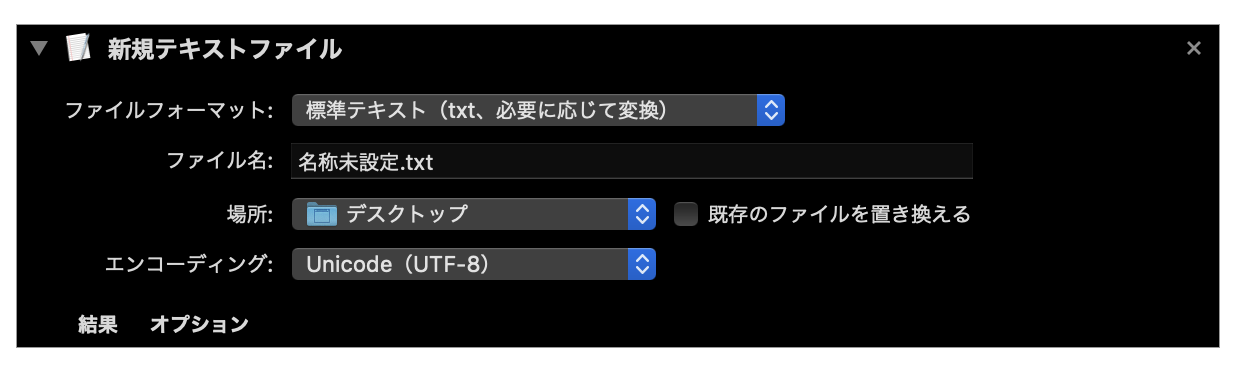 新規テキストファイル
ファイルフォーマット: 標準テキスト（txt、必要に応じて変換）
ファイル名: 名称未設定.txt
場所: デスクトップ 既存のファイルを置き換える
エンコーディング: Unicode（UTF-8）
結果 オプション